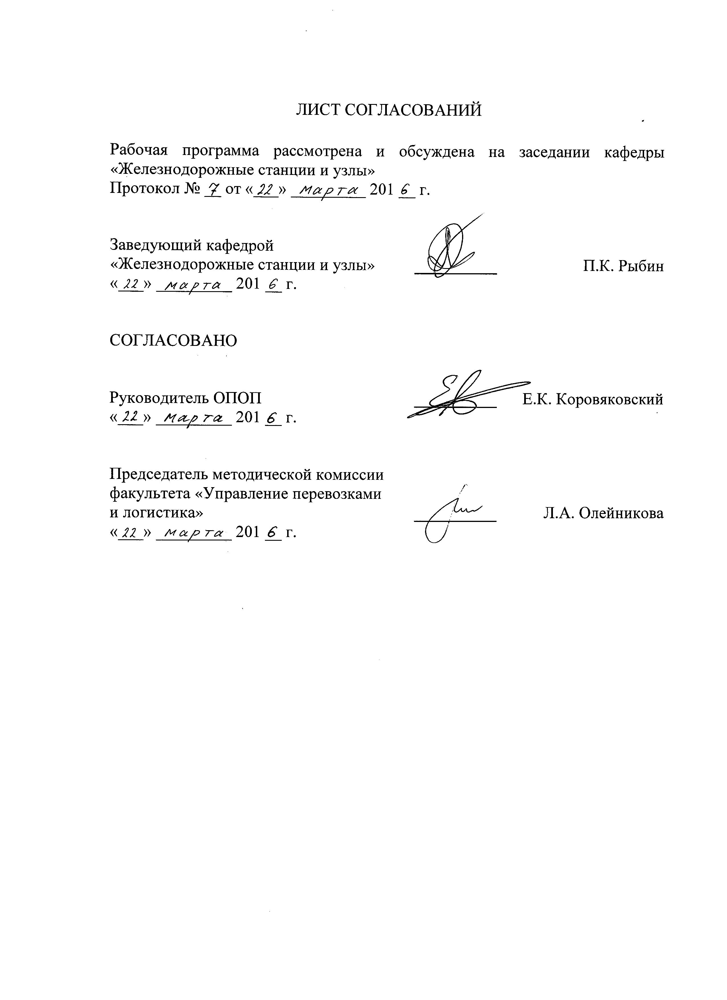 ЛИСТ СОГЛАСОВАНИЙ
Рабочая программа рассмотрена и обсуждена на заседании кафедры
«Железнодорожные станции и узлы»
Протокол № 7 от «22» марта 2016 г.
Заведующий кафедрой
«Железнодорожные станции и узлы» П.К. Рыбин
«22» марта 2016 г.
СОГЛАСОВАНО
Руководитель ОПОП Е.К. Коровяковский
«22» марта 2016 г.
Председатель методической комиссии
факультета «Управление перевозками
и логистика» Л.А. Олейникова
«22» марта 2016 г.